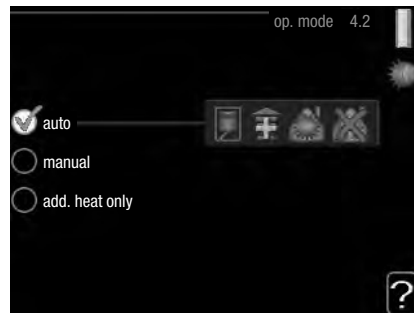 op. mode 4.2
auto
manual
add. heat only
?